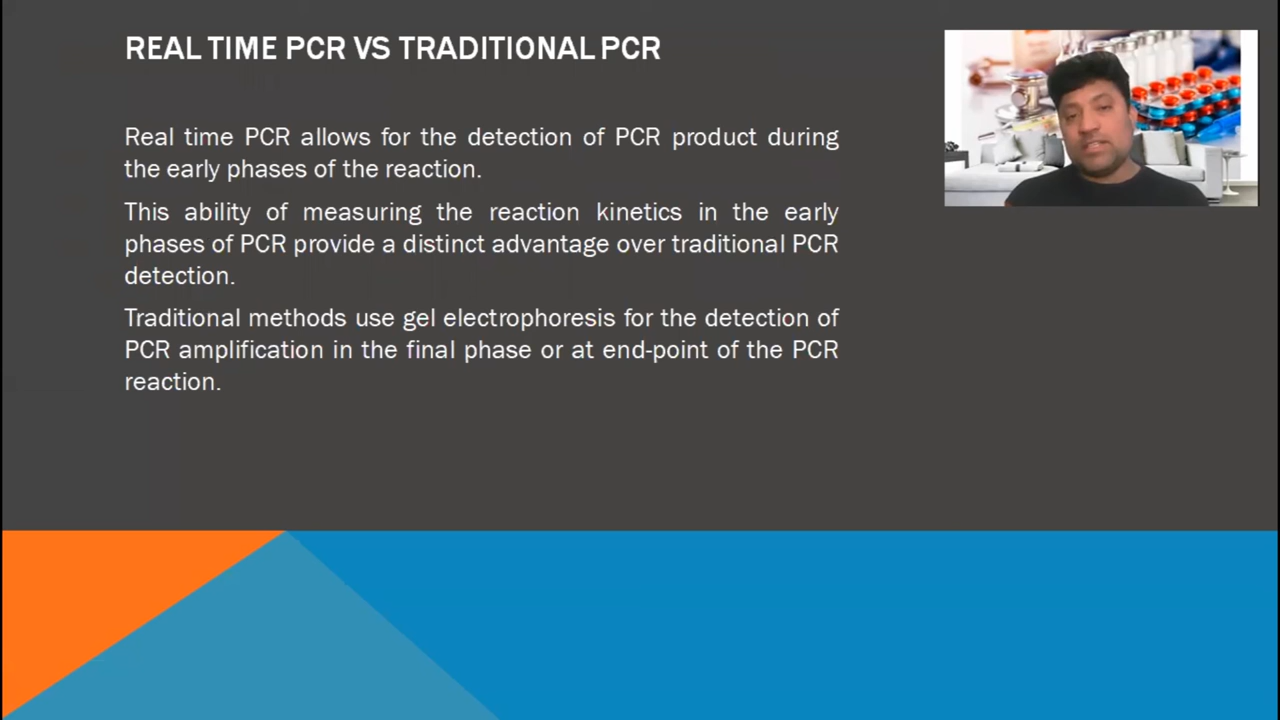 REAL TIME PCR VS TRADITIONAL PCR
Real time PCR allows for the detection of PCR product during
the early phases of the reaction.
This ability of measuring the reaction kinetics in the early
phases of PCR provide a distinct advantage over traditional PCR
detection.
Traditional methods use gel electrophoresis for the detection of
PCR amplification in the final phase or at end-point of the PCR
reaction.